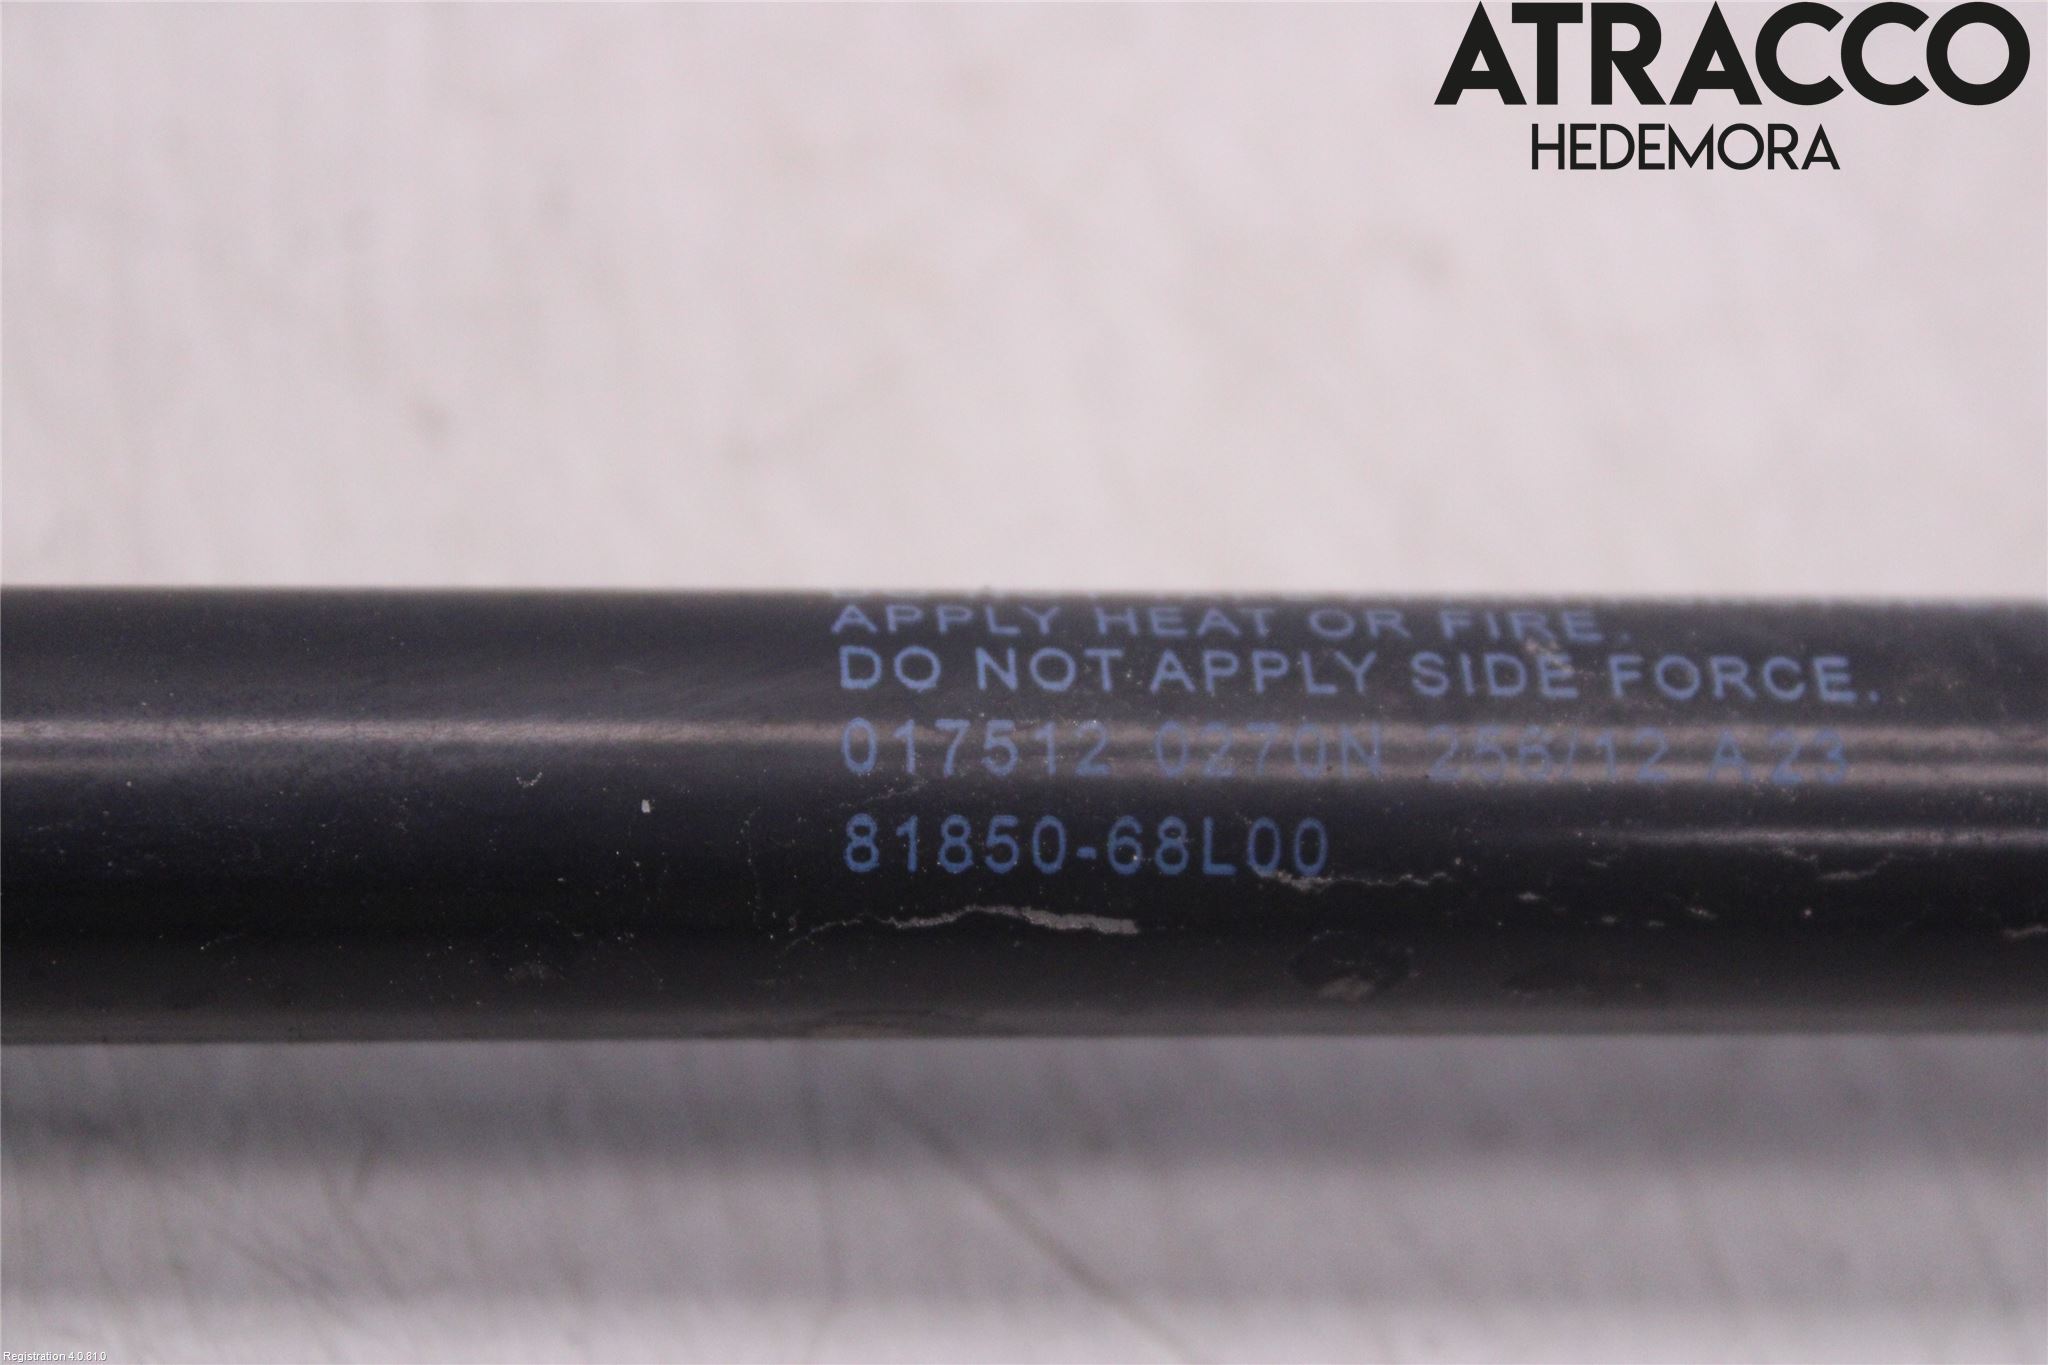 ATRACCO
HEDEMORA
APPLY HEAT OR FIRE.
DO NOT APPLY SIDE FORCE.
017512 0270N 256/12 A 23
81850-68L00
Registration 4.0.81.0